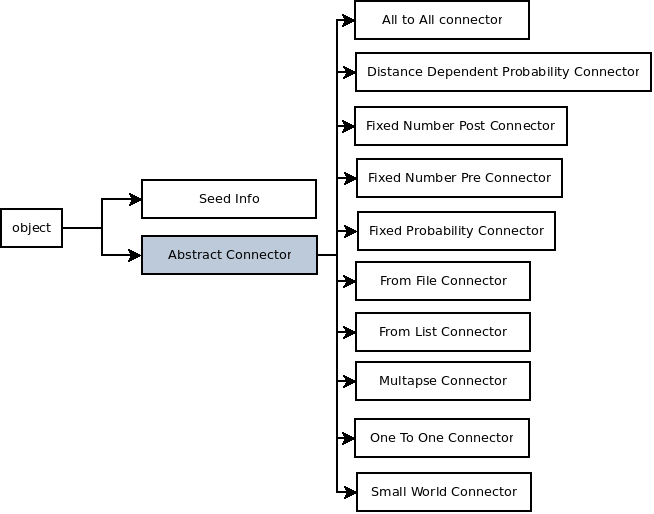 object
Seed Info
Abstract Connector
All to All connector
Distance Dependent Probability Connector
Fixed Number Post Connector
Fixed Number Pre Connector
Fixed Probability Connector
From File Connector
From List Connector
Multapse Connector
One To One Connector
Small World Connector